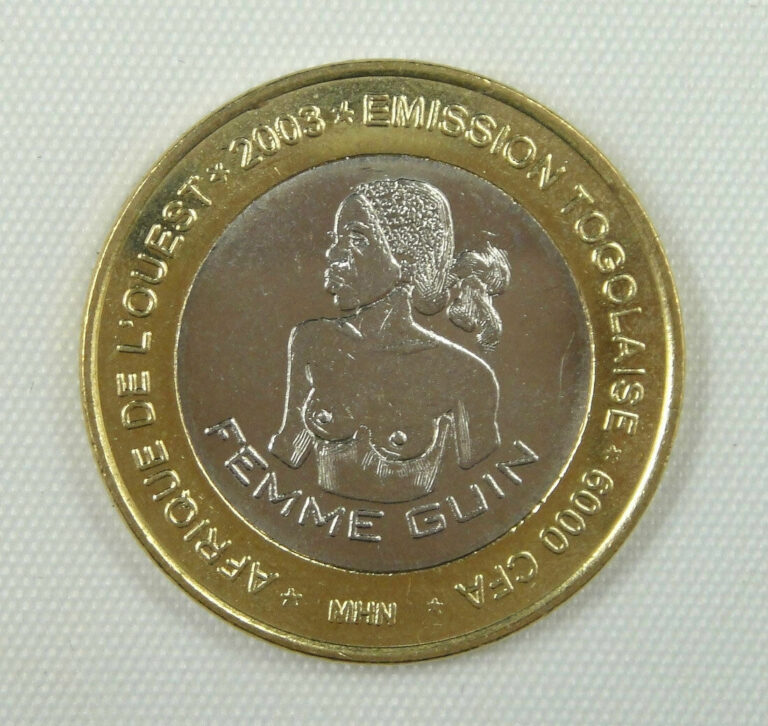 AFRIQUE DE L'OUEST * 2003 * EMISSION TOGOLAISE * 6000 CFA *
MHN *
FEMME GUIN